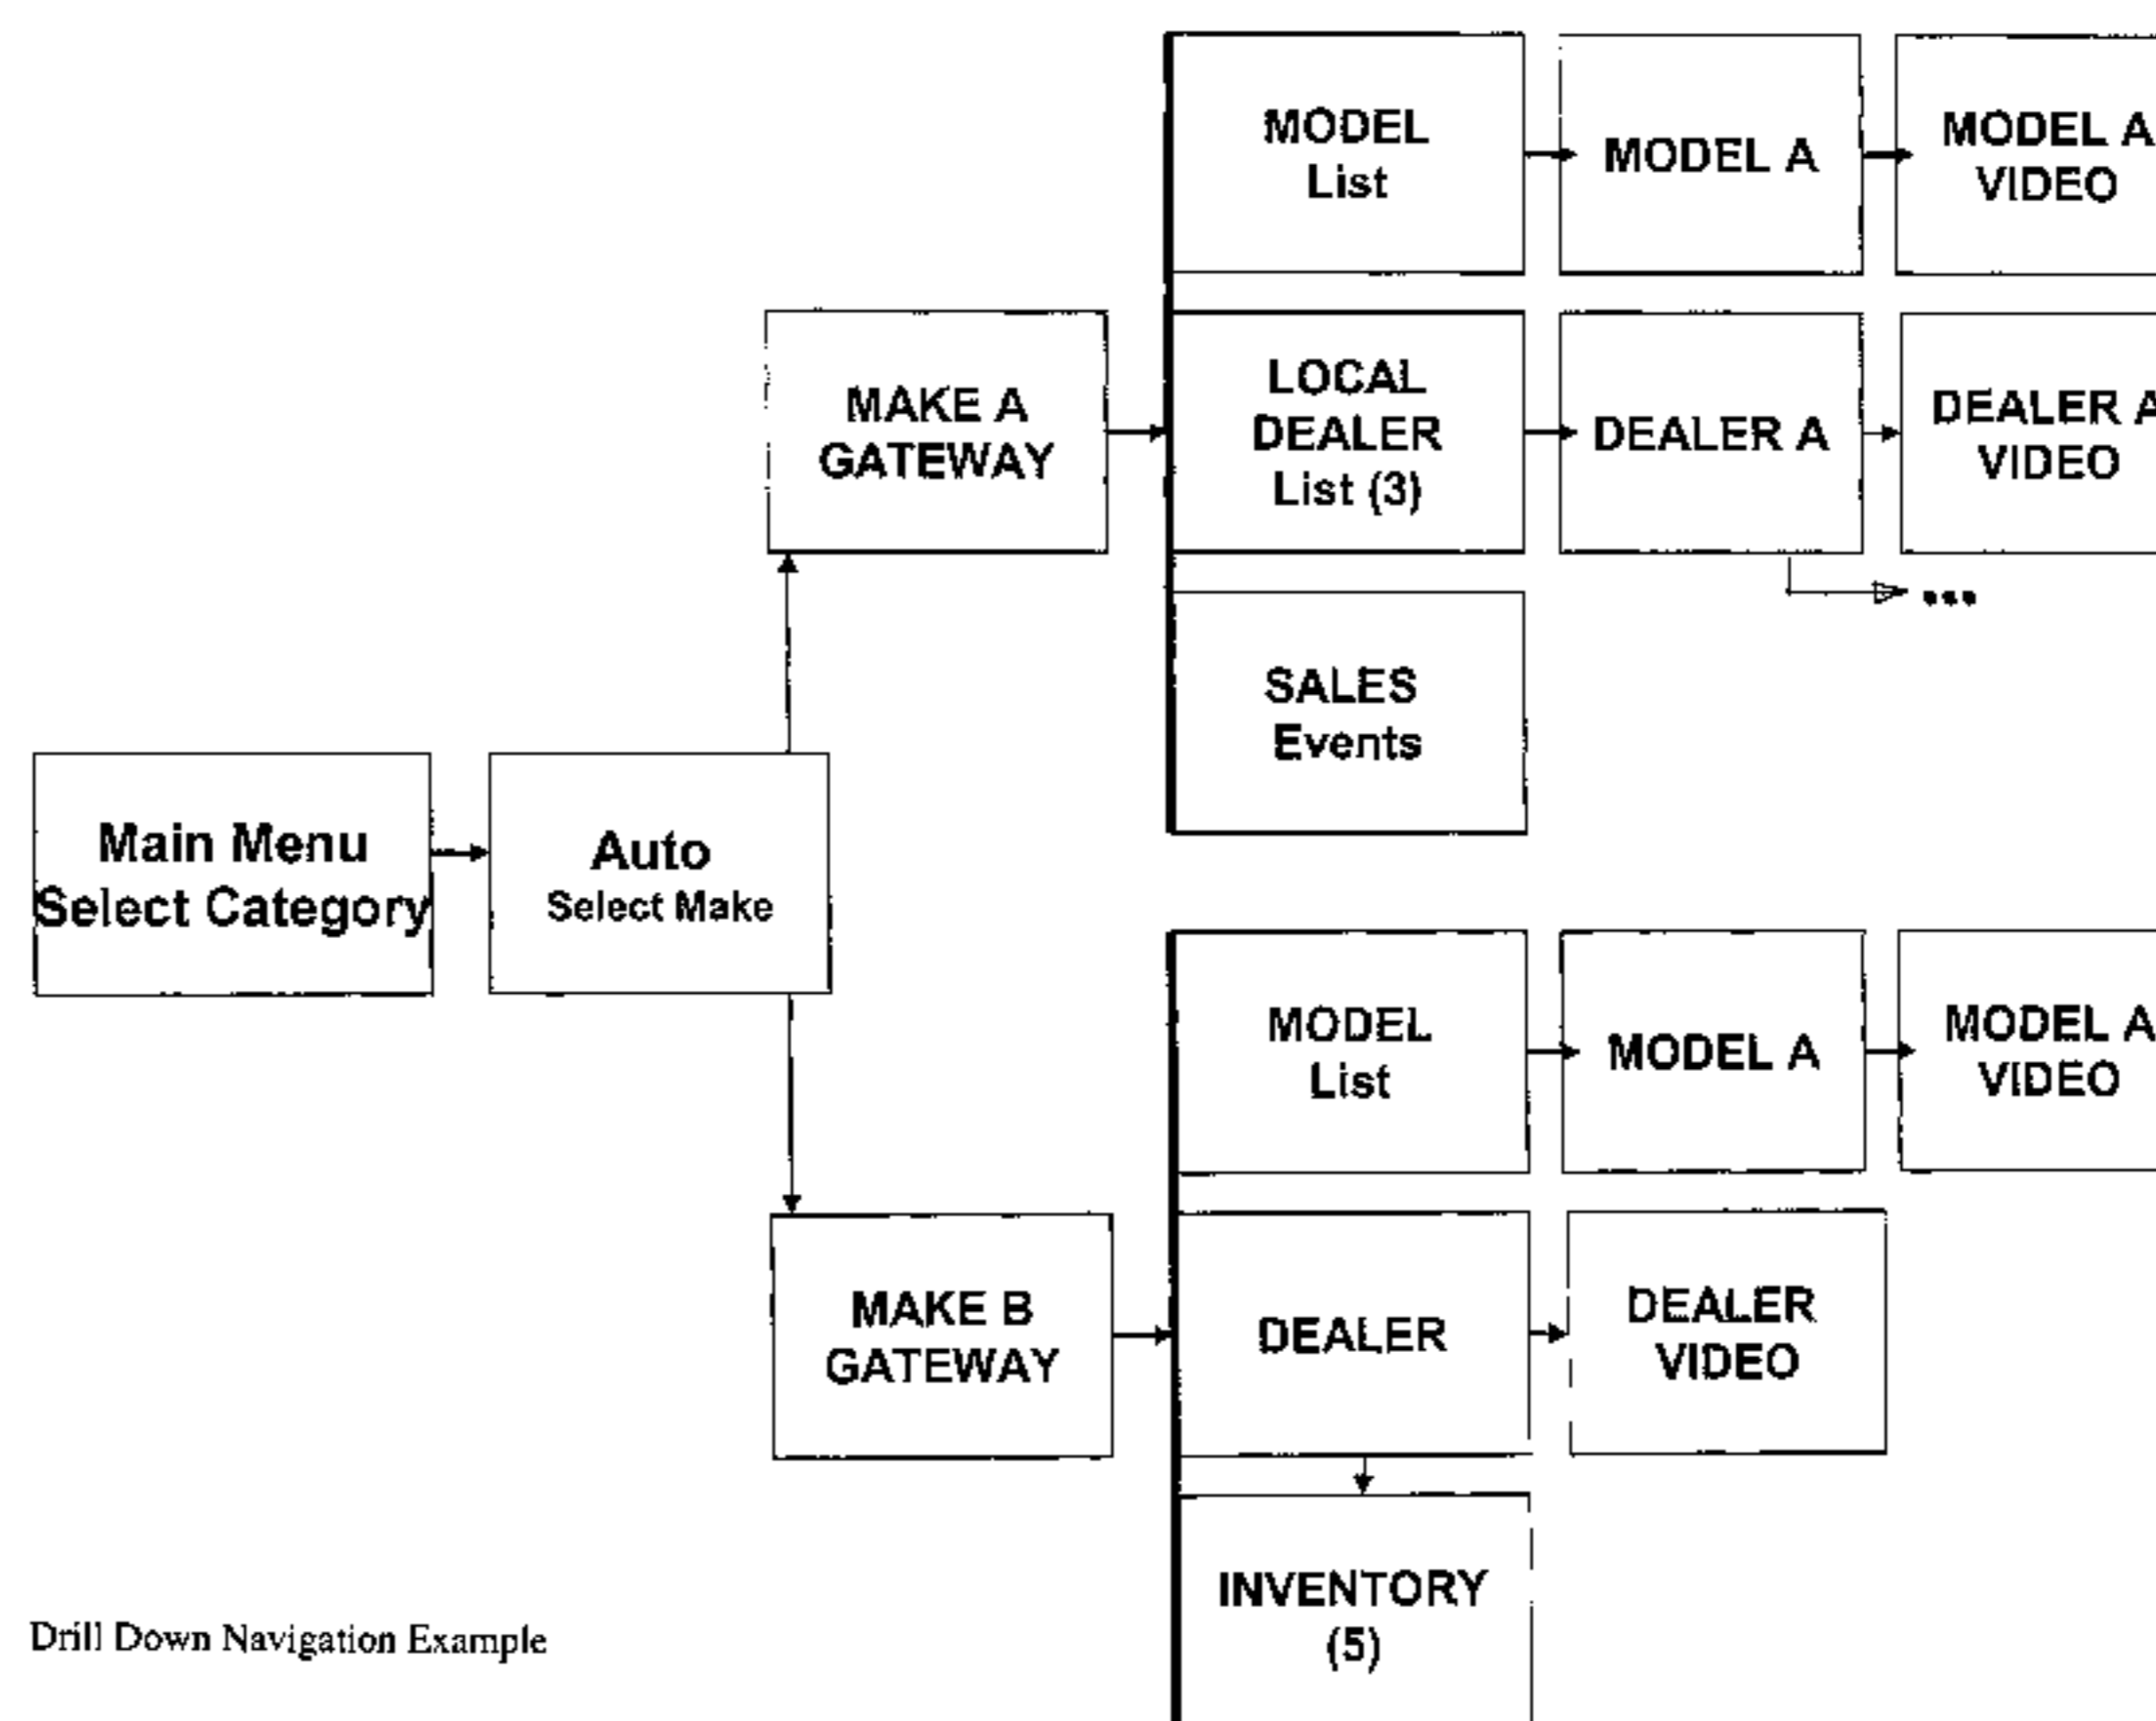 MODEL
List
MODEL A
MODEL A
VIDEO
MAKE A
GATEWAY
LOCAL
DEALER
List (3)
DEALER A
DEALER A
VIDEO
•••
SALES
Events
Main Menu
Select Category
Auto
Select Make
MODEL
List
MODEL A
MODEL A
VIDEO
MAKE B
GATEWAY
DEALER
DEALER
VIDEO
INVENTORY
(5)
Drill Down Navigation Example